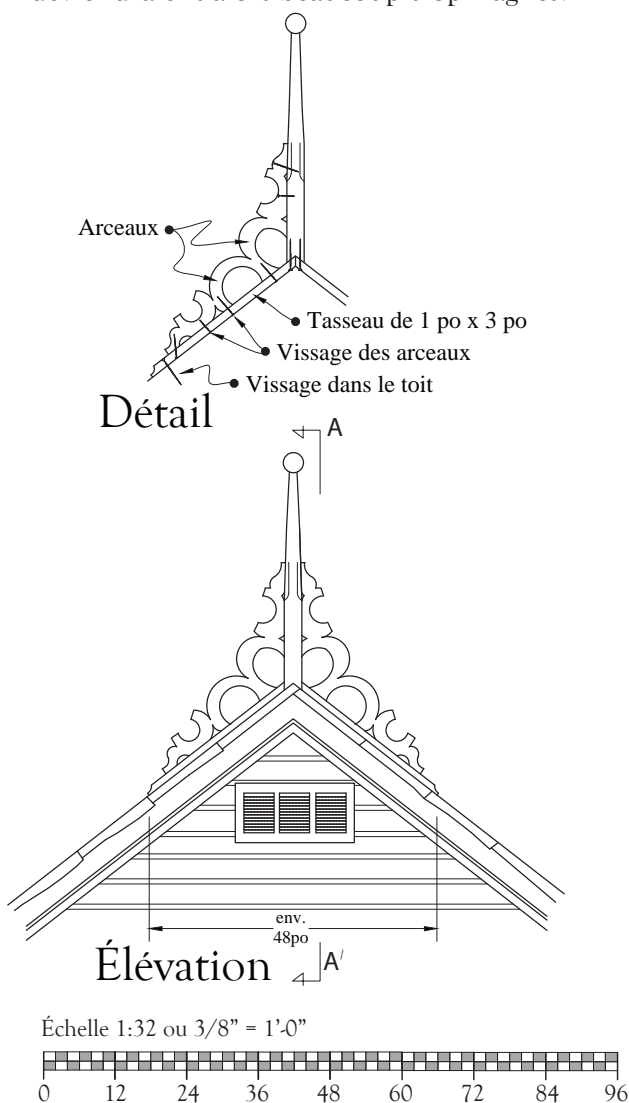 Arceaux
Tasseau de 1 po x 3 po
Vissage des arceaux
Vissage dans le toit
Détail
A
env.
48po
Élévation
A'
Échelle 1:32 ou 3/8” = 1’-0”
0 12 24 36 48 60 72 84 96